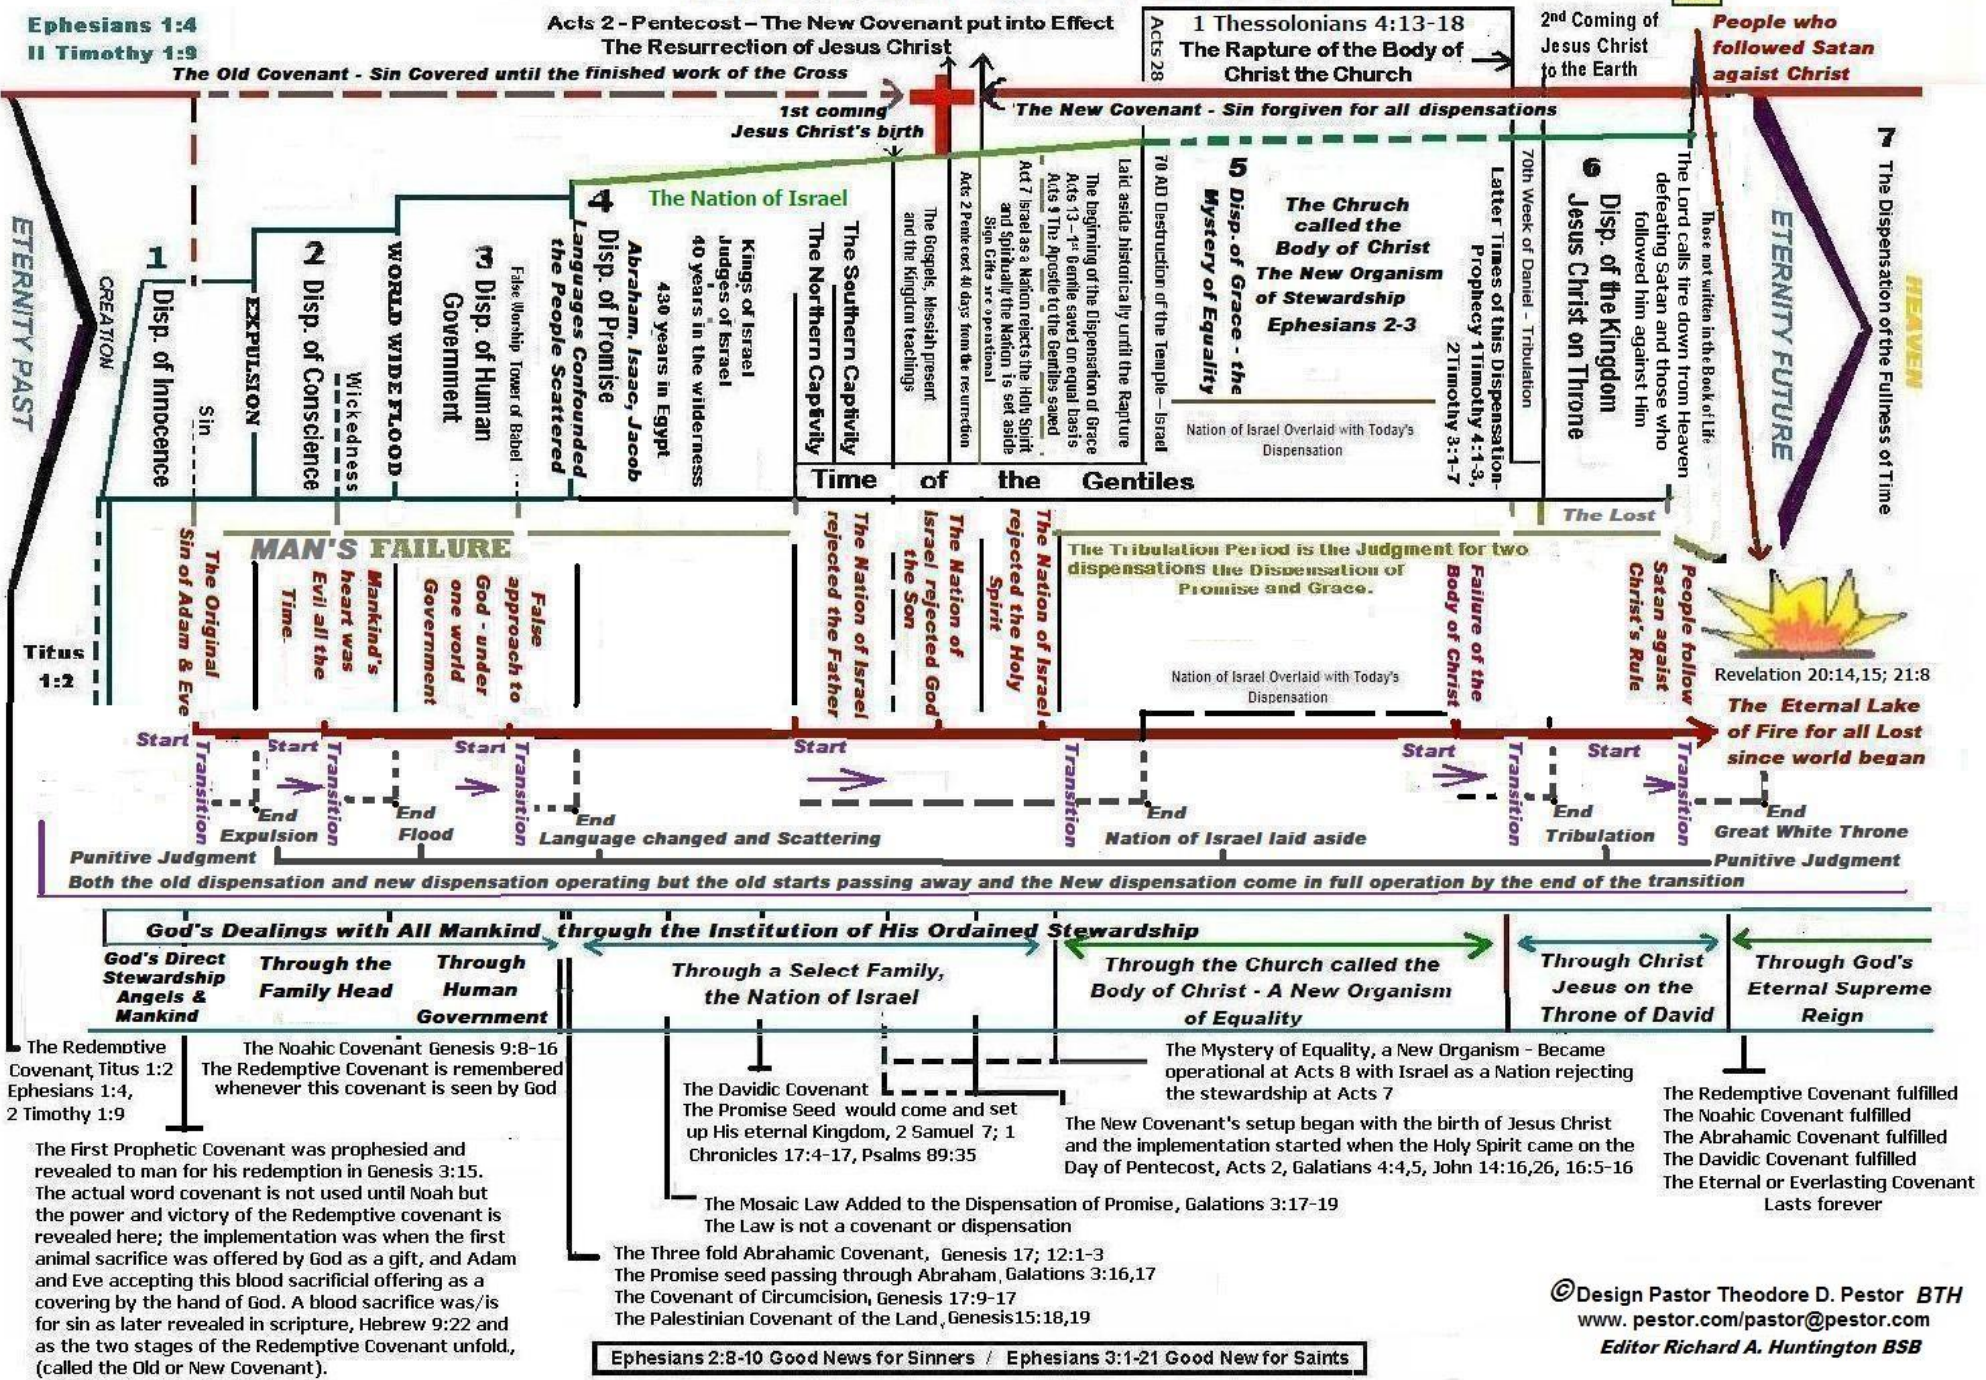 Ephesians 1:4
II Timothy 1:9
Acts 2 - Pentecost - The New Covenant put into Effect
The Resurrection of Jesus Christ
The Old Covenant - Sin Covered until the finished work of the Cross
1st coming
Jesus Christ's birth
Acts 28
1 Thessolonians 4:13-18
The Rapture of the Body of
Christ the Church
2nd Coming of
Jesus Christ
to the Earth
People who
followed Satan
agaist Christ
The New Covenant - Sin forgiven for all dispensations
ETERNITY PAST
CREATION
1
Disp. of Innocence
Sin
EXPULSION
2
Disp. of Conscience
Wickedness
WORLD WIDE FLOOD
3
Disp. of Human
Government
False Worship Tower of Babel
Languages Confounded
the People Scattered
4
Disp. of Promise
The Nation of Israel
Abraham, Isaac, Jacob
430 years in Egypt
40 years in the wilderness
Judges of Israel
Kings of Israel
The Northern Captivity
The Southern Captivity
The Gospels, Messiah present
and the Kingdom teachings
Acts 2 Pentecost 40 days from the resurrection
Sign Gifts are operational
Act 7 Israel as a Nation rejects the Holy Spirit
and Spiritually the Nation is set aside
Acts 9 The Apostle to the Gentiles saved
Acts 13 - 1st Gentile saved on equal basis
The beginning of the Dispensation of Grace
Laid aside historically until the Rapture
70 AD Destruction of the Temple - Israel
5
Disp. of Grace - the
Mystery of Equality
The Chruch
called the
Body of Christ
The New Organism
of Stewardship
Ephesians 2-3
Nation of Israel Overlaid with Today's
Dispensation
Latter Times of this Dispensation-
Prophecy 1Timothy 4:1-3,
2Timothy 3:1-7
70th Week of Daniel - Tribulation
6
Disp. of the Kingdom
Jesus Christ on Throne
The Lord calls fire down from Heaven
defeating Satan and those who
followed him against Him
Those not written in the Book of Life
ETERNITY FUTURE
7
The Dispensation of the Fullness of Time
HEAVEN
Time of the Gentiles
MAN'S FAILURE
The Lost
The Original
Sin of Adam & Eve
Mankind's
heart was
Evil all the
Time
False
approach to
God - under
one world
Government
The Nation of Israel
rejected the Father
The Nation of
Israel rejected God
the Son
The Nation of Israel
rejected the Holy
Spirit
The Tribulation Period is the Judgment for two
dispensations the Dispensation of
Promise and Grace.
Nation of Israel Overlaid with Today's
Dispensation
Failure of the
Body of Christ
People follow
Satan against
Christ's Rule
Revelation 20:14,15; 21:8
The Eternal Lake
of Fire for all Lost
since world began
Titus
1:2
Start
Transition
Start
Transition
Start
Transition
Start
Transition
Start
Transition
Start
Transition
End
Expulsion
End
Flood
End
Language changed and Scattering
End
Nation of Israel laid aside
End
Tribulation
End
Great White Throne
Punitive Judgment
Punitive Judgment
Both the old dispensation and new dispensation operating but the old starts passing away and the New dispensation come in full operation by the end of the transition
God's Dealings with All Mankind through the Institution of His Ordained Stewardship
God's Direct
Stewardship
Angels &
Mankind
Through the
Family Head
Through
Human
Government
Through a Select Family,
the Nation of Israel
Through the Church called the
Body of Christ - A New Organism
of Equality
Through Christ
Jesus on the
Throne of David
Through God's
Eternal Supreme
Reign
The Redemptive
Covenant, Titus 1:2
Ephesians 1:4,
2 Timothy 1:9
The Noahic Covenant Genesis 9:8-16
The Redemptive Covenant is remembered
whenever this covenant is seen by God
The Davidic Covenant
The Promise Seed would come and set
up His eternal Kingdom, 2 Samuel 7; 1
Chronicles 17:4-17, Psalms 89:35
The Mystery of Equality, a New Organism - Became
operational at Acts 8 with Israel as a Nation rejecting
the stewardship at Acts 7
The New Covenant's setup began with the birth of Jesus Christ
and the implementation started when the Holy Spirit came on the
Day of Pentecost, Acts 2, Galatians 4:4,5, John 14:16,26, 16:5-16
The Redemptive Covenant fulfilled
The Noahic Covenant fulfilled
The Abrahamic Covenant fulfilled
The Davidic Covenant fulfilled
The Eternal or Everlasting Covenant
Lasts forever
The First Prophetic Covenant was prophesied and
revealed to man for his redemption in Genesis 3:15.
The actual word covenant is not used until Noah but
the power and victory of the Redemptive covenant is
revealed here; the implementation was when the first
animal sacrifice was offered by God as a gift, and Adam
and Eve accepting this blood sacrificial offering as a
covering by the hand of God. A blood sacrifice was/is
for sin as later revealed in scripture, Hebrew 9:22 and
as the two stages of the Redemptive Covenant unfold,
(called the Old or New Covenant).
The Mosaic Law Added to the Dispensation of Promise, Galations 3:17-19
The Law is not a covenant or dispensation
The Three fold Abrahamic Covenant, Genesis 17; 12:1-3
The Promise seed passing through Abraham, Galations 3:16,17
The Covenant of Circumcision, Genesis 17:9-17
The Palestinian Covenant of the Land, Genesis15:18,19
Ephesians 2:8-10 Good News for Sinners / Ephesians 3:1-21 Good New for Saints
© Design Pastor Theodore D. Pestor BTH
www. pestor.com/pastor@pestor.com
Editor Richard A. Huntington BSB